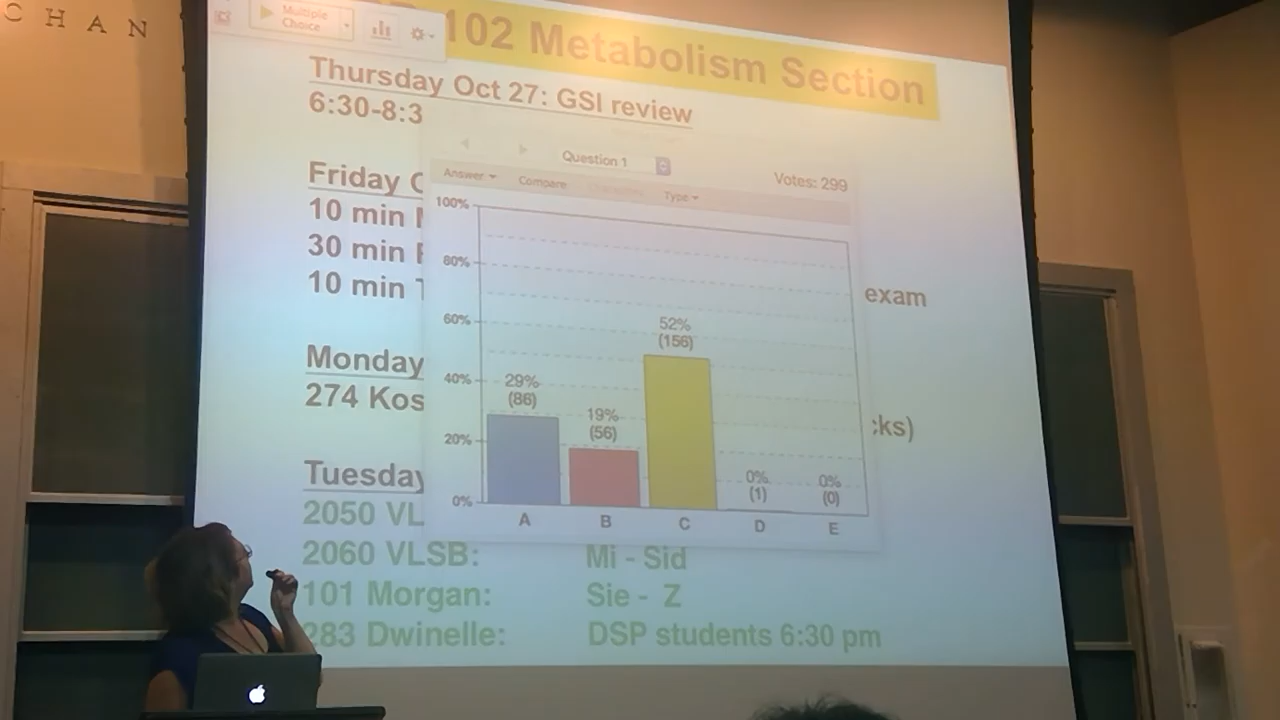 CHAN
Multiple
Choice
102 Metabolism Section
Thursday Oct 27: GSI review
6:30-8:3
Question 1
Votes: 299
Answer
Compare
Type
Friday
10 min
30 min
10 min
exam
Monday
274 Kos
:ks)
Tuesday
2050 VL
2060 VLSB: Mi - Sid
101 Morgan: Sie - Z
283 Dwinelle: DSP students 6:30 pm
100%
80%
60%
40%
20%
0%
29%
(86)
19%
(56)
52%
(156)
0%
(1)
0%
(0)
A B C D E